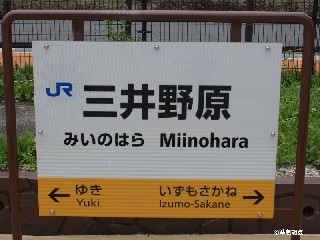 JR 三井野原
みいのはら Miinohara
← ゆき いずもさかね →
Yuki Izumo-Sakane